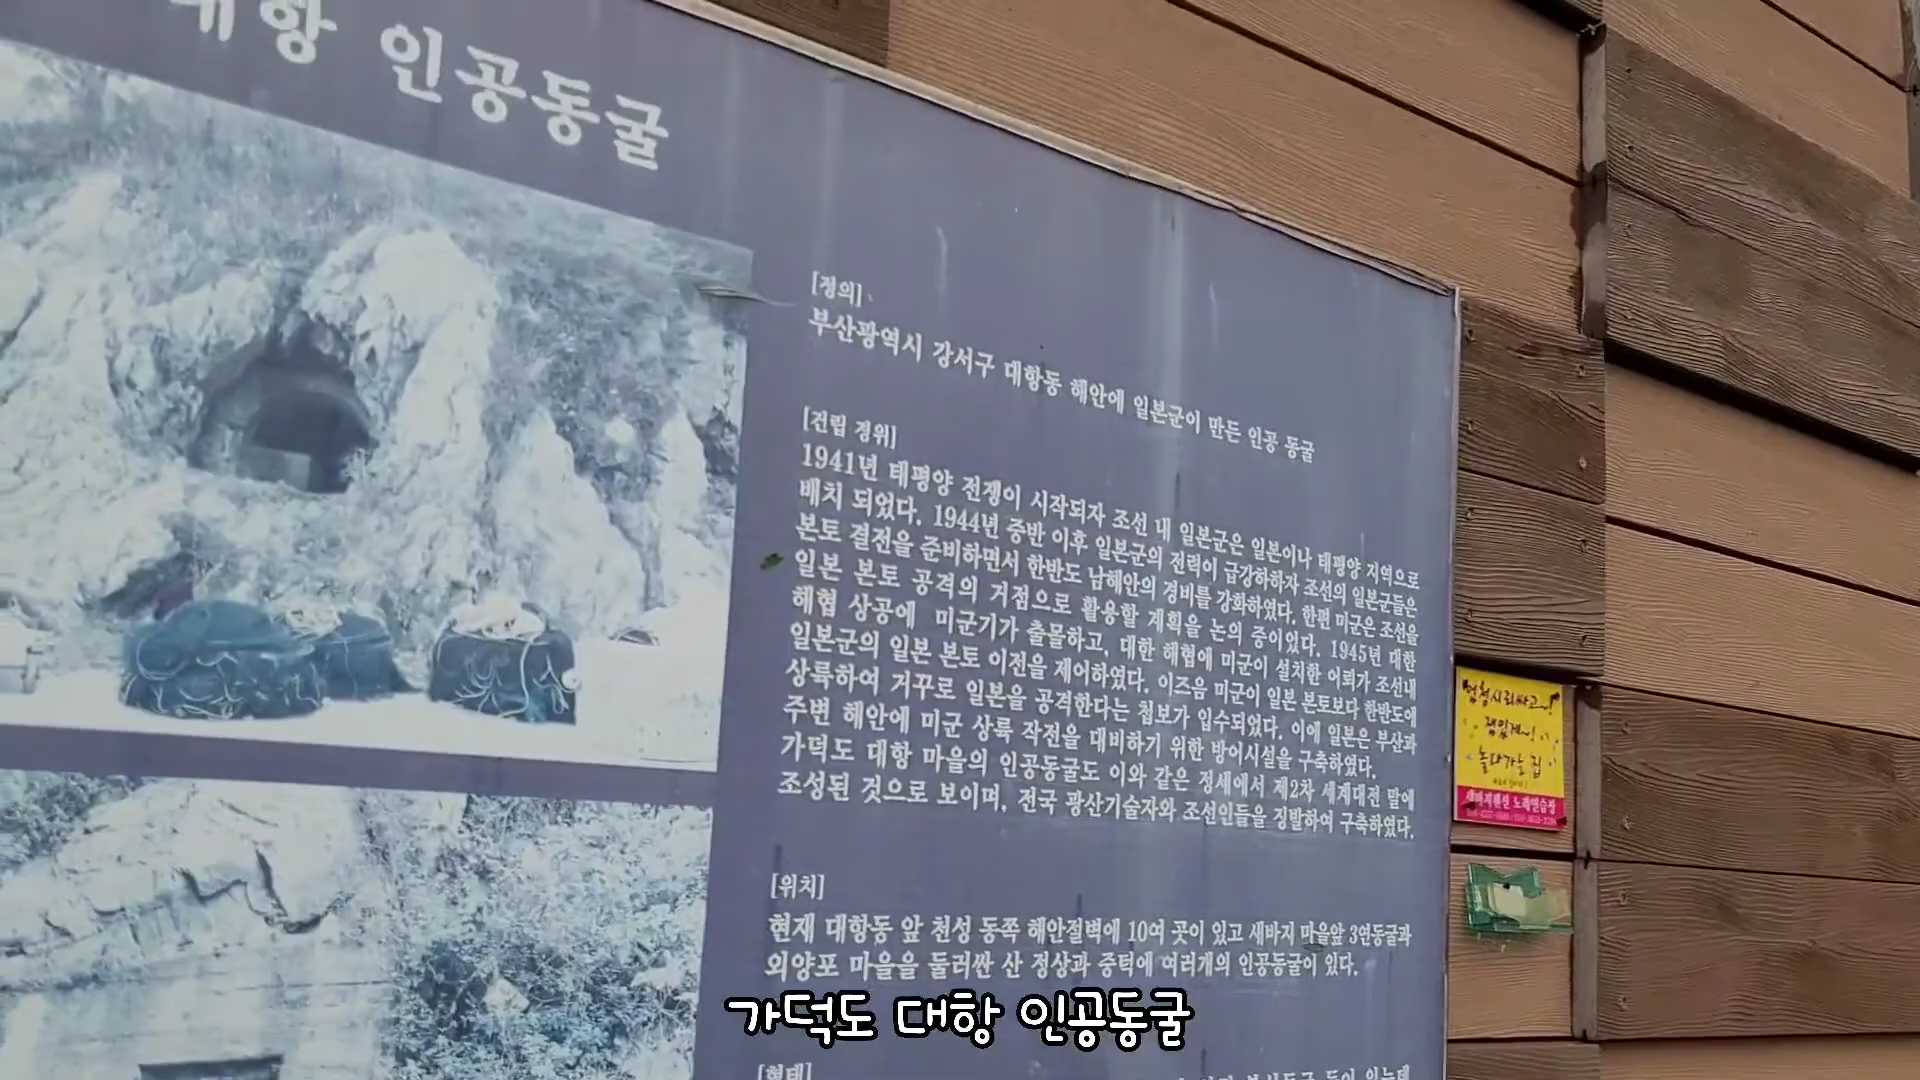 대항 인공동굴
[정의]
부산광역시 강서구 대항동 해안에 일본군이 만든 인공 동굴
[건립 경위]
1941년 태평양 전쟁이 시작되자 조선 내 일본군은 일본이나 태평양 지역으로
배치 되었다. 1944년 중반 이후 일본군의 전력이 급강하하자 조선의 일본군들은
본토 결전을 준비하면서 한반도 남해안의 경비를 강화하였다. 한편 미군은 조선을
일본 본토 공격의 거점으로 활용할 계획을 논의 중이었다. 1945년 대한
해협 상공에 미군기가 출몰하고, 대한 해협에 미군이 설치한 어뢰가 조선내
일본군의 일본 본토 이전을 제어하였다. 이즈음 미군이 일본 본토보다 한반도에
상륙하여 거꾸로 일본을 공격한다는 첩보가 입수되었다. 이에 일본은 부산과
주변 해안에 미군 상륙 작전을 대비하기 위한 방어시설을 구축하였다.
가덕도 대항 마을의 인공동굴도 이와 같은 정세에서 제2차 세계대전 말에
조성된 것으로 보이며, 전국 광산기술자와 조선인들을 징발하여 구축하였다.
[위치]
현재 대항동 앞 천성 동쪽 해안절벽에 10여 곳이 있고 새바지 마을앞 3연동굴과
외양포 마을을 둘러싼 산 정상과 중턱에 여러개의 인공동굴이 있다.
[형태]
놀다가는 집
노래연습장
가덕도 대항 인공동굴